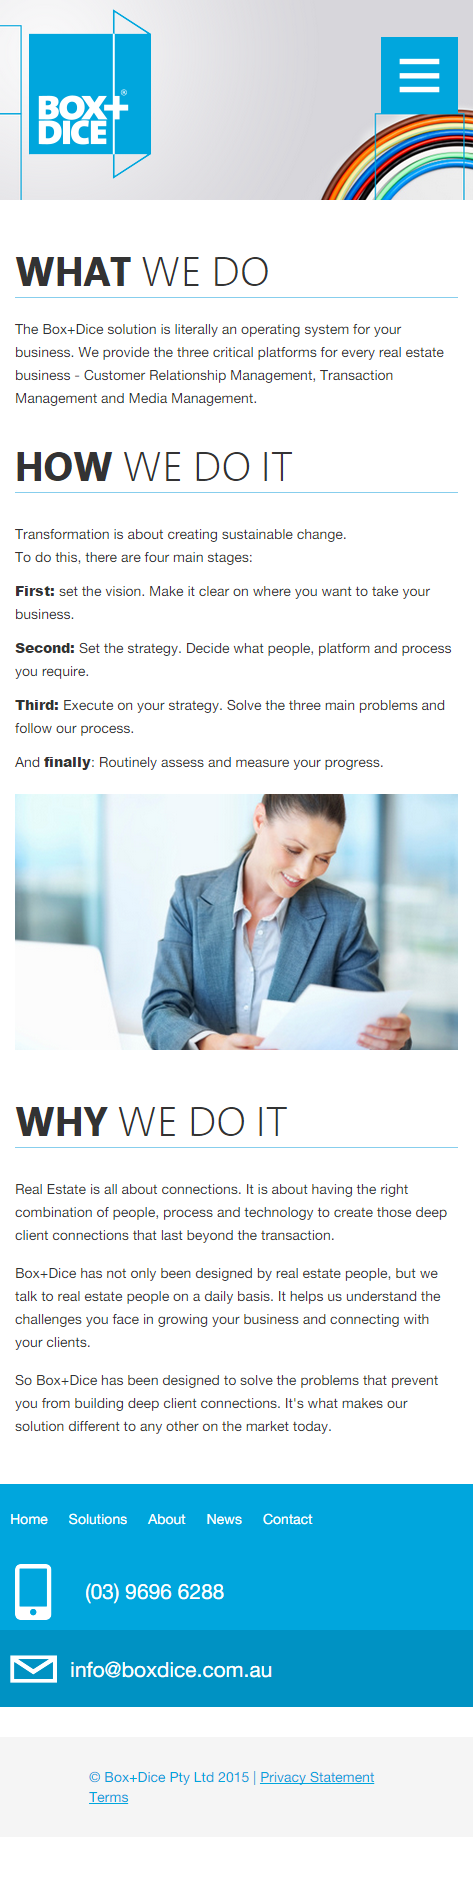 BOX+®
DICE
WHAT WE DO
The Box+Dice solution is literally an operating system for your
business. We provide the three critical platforms for every real estate
business - Customer Relationship Management, Transaction
Management and Media Management.
HOW WE DO IT
Transformation is about creating sustainable change.
To do this, there are four main stages:
First: set the vision. Make it clear on where you want to take your
business.
Second: Set the strategy. Decide what people, platform and process
you require.
Third: Execute on your strategy. Solve the three main problems and
follow our process.
And finally: Routinely assess and measure your progress.
WHY WE DO IT
Real Estate is all about connections. It is about having the right
combination of people, process and technology to create those deep
client connections that last beyond the transaction.
Box+Dice has not only been designed by real estate people, but we
talk to real estate people on a daily basis. It helps us understand the
challenges you face in growing your business and connecting with
your clients.
So Box+Dice has been designed to solve the problems that prevent
you from building deep client connections. It's what makes our
solution different to any other on the market today.
Home Solutions About News Contact
(03) 9696 6288
info@boxdice.com.au
© Box+Dice Pty Ltd 2015 | Privacy Statement
Terms